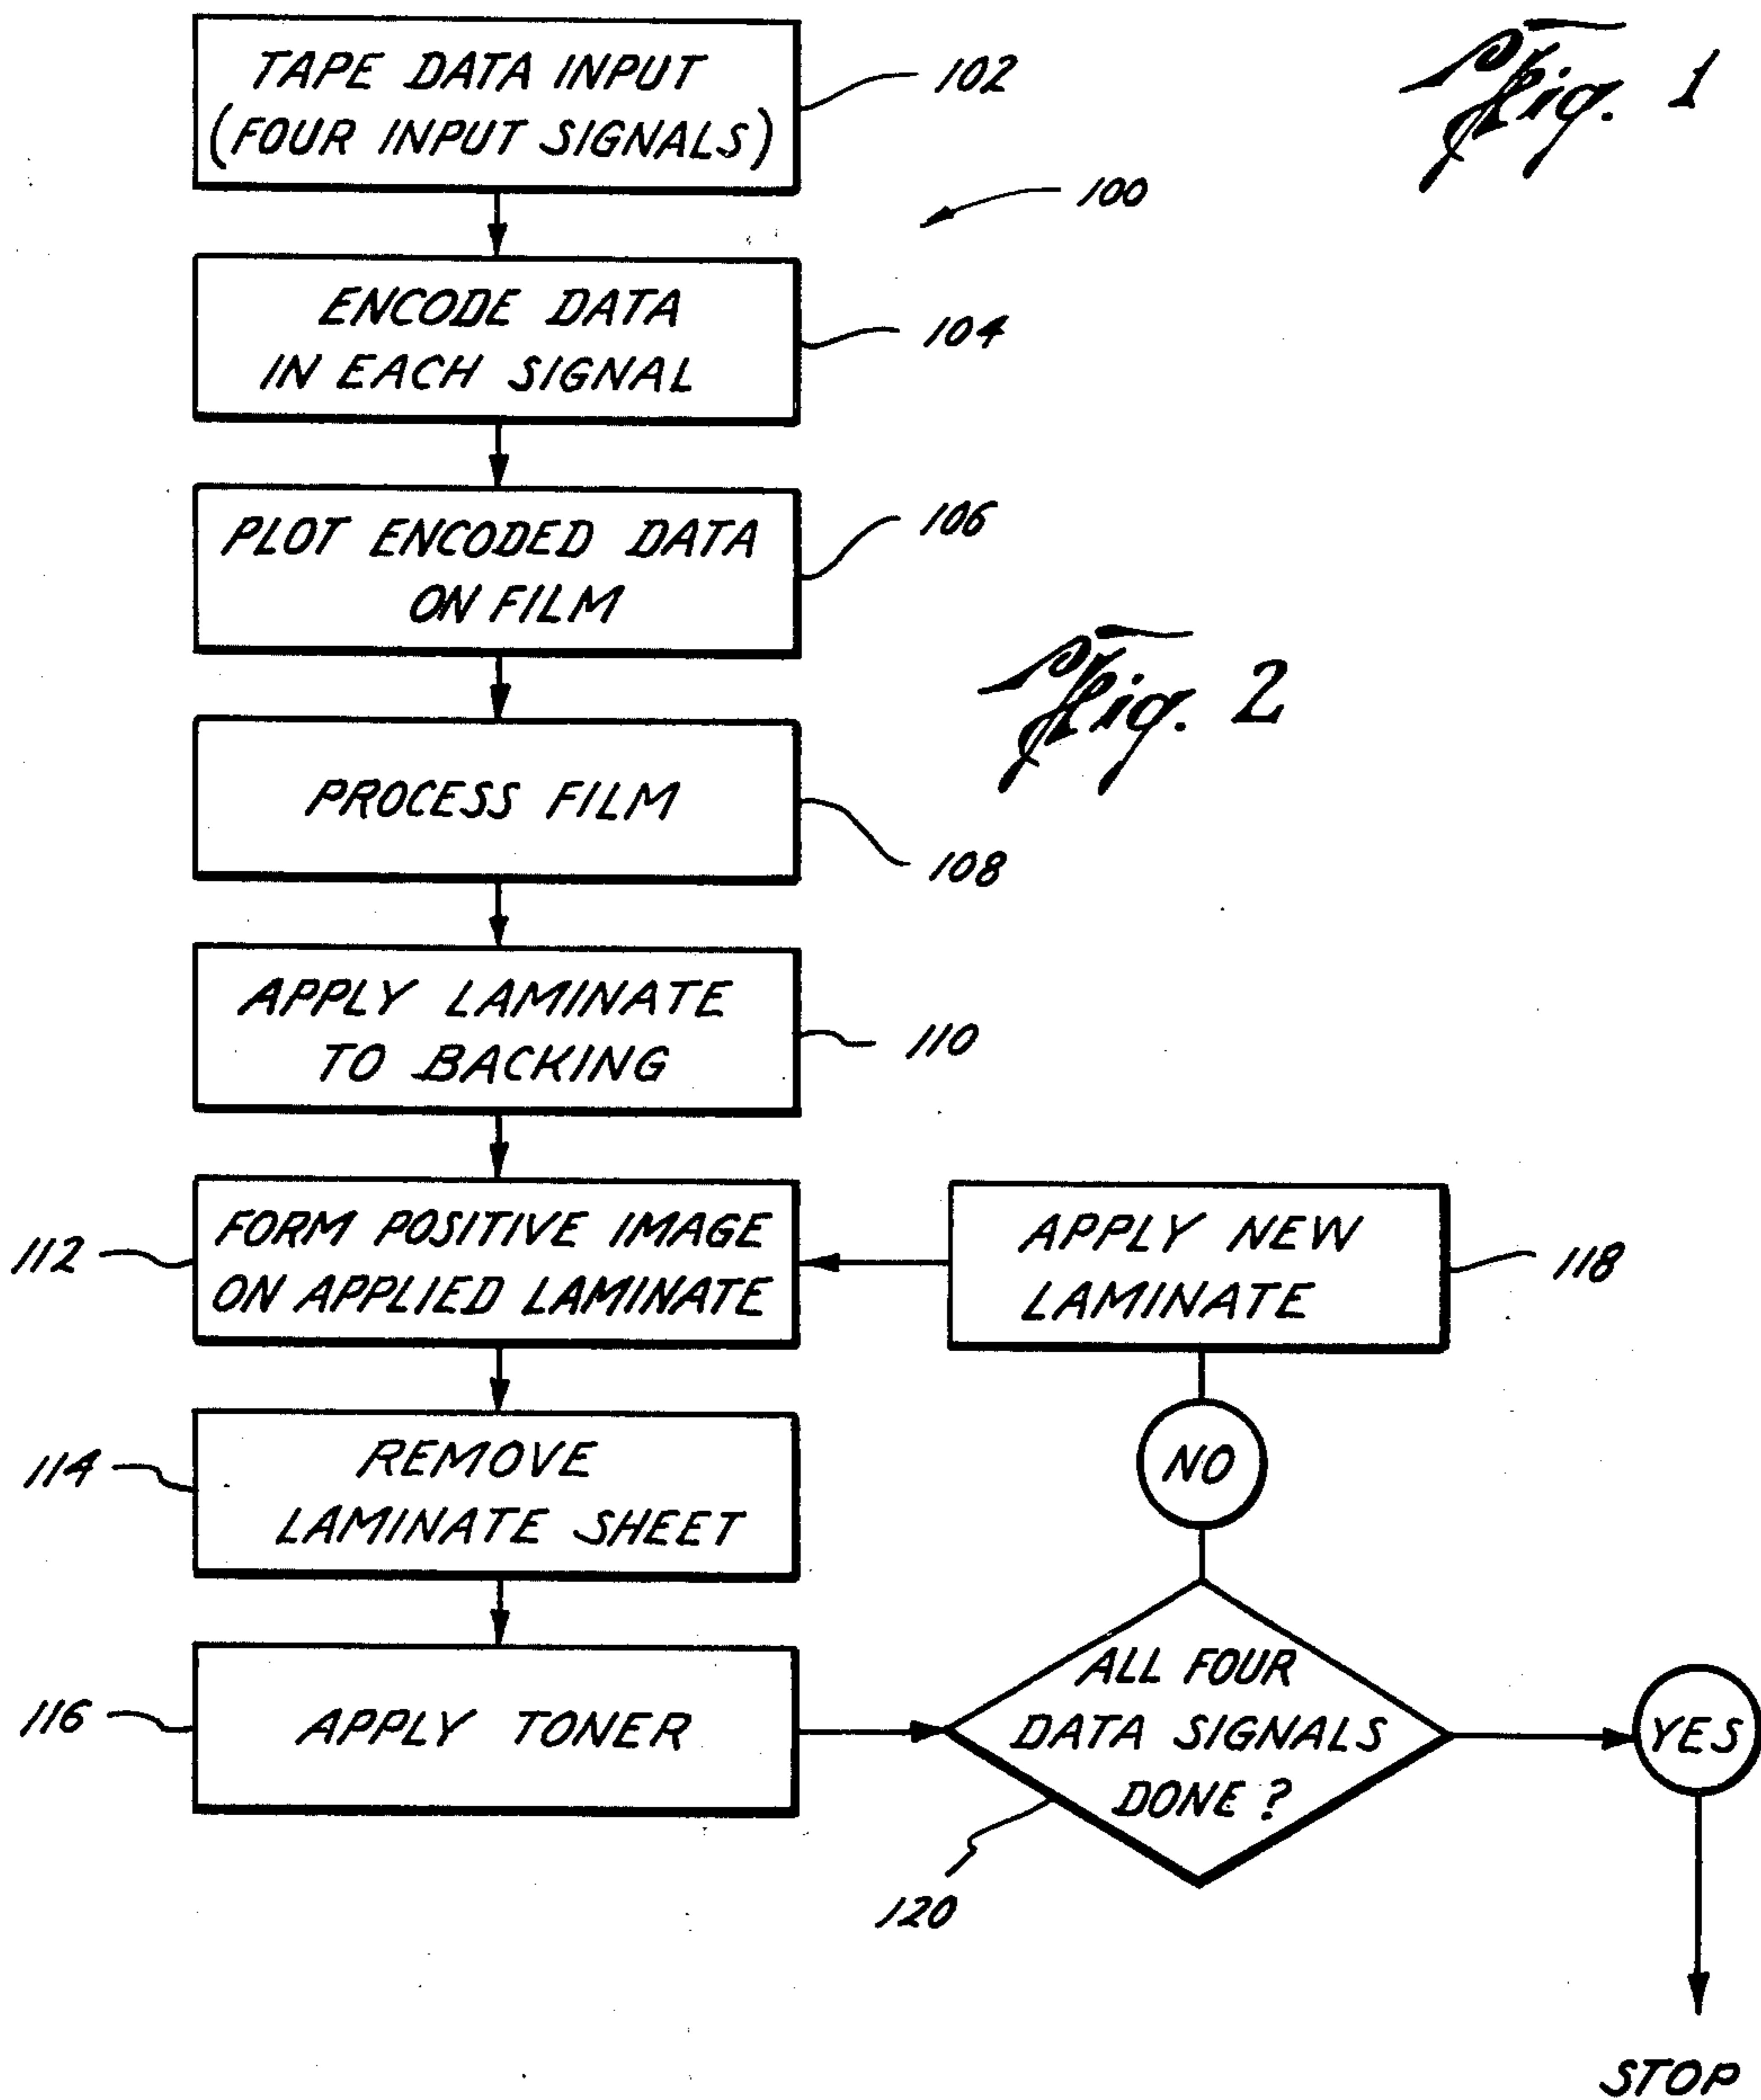 Fig. 1
TAPE DATA INPUT
(FOUR INPUT SIGNALS)
102
100
ENCODE DATA
IN EACH SIGNAL
104
PLOT ENCODED DATA
ON FILM
106
Fig. 2
PROCESS FILM
108
APPLY LAMINATE
TO BACKING
110
112
FORM POSITIVE IMAGE
ON APPLIED LAMINATE
APPLY NEW
LAMINATE
118
114
REMOVE
LAMINATE SHEET
NO
116
APPLY TONER
ALL FOUR
DATA SIGNALS
DONE?
YES
120
STOP